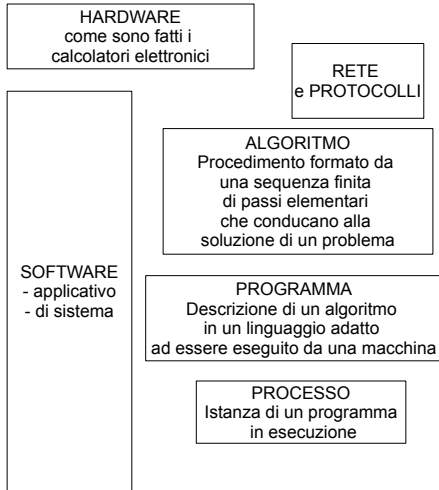 HARDWARE
come sono fatti i
calcolatori elettronici
RETE
e PROTOCOLLI
ALGORITMO
Procedimento formato da
una sequenza finita
di passi elementari
che conducano alla
soluzione di un problema
SOFTWARE
- applicativo
- di sistema
PROGRAMMA
Descrizione di un algoritmo
in un linguaggio adatto
ad essere eseguito da una macchina
PROCESSO
Istanza di un programma
in esecuzione